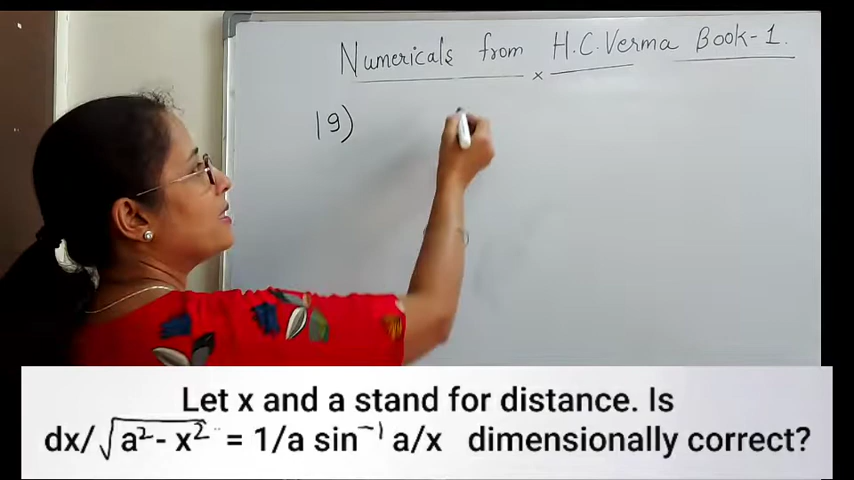 Numericals from H.C.Verma Book-1.
19)
Let x and a stand for distance. Is
dx/√a²-x² = 1/a sin⁻¹ a/x dimensionally correct?